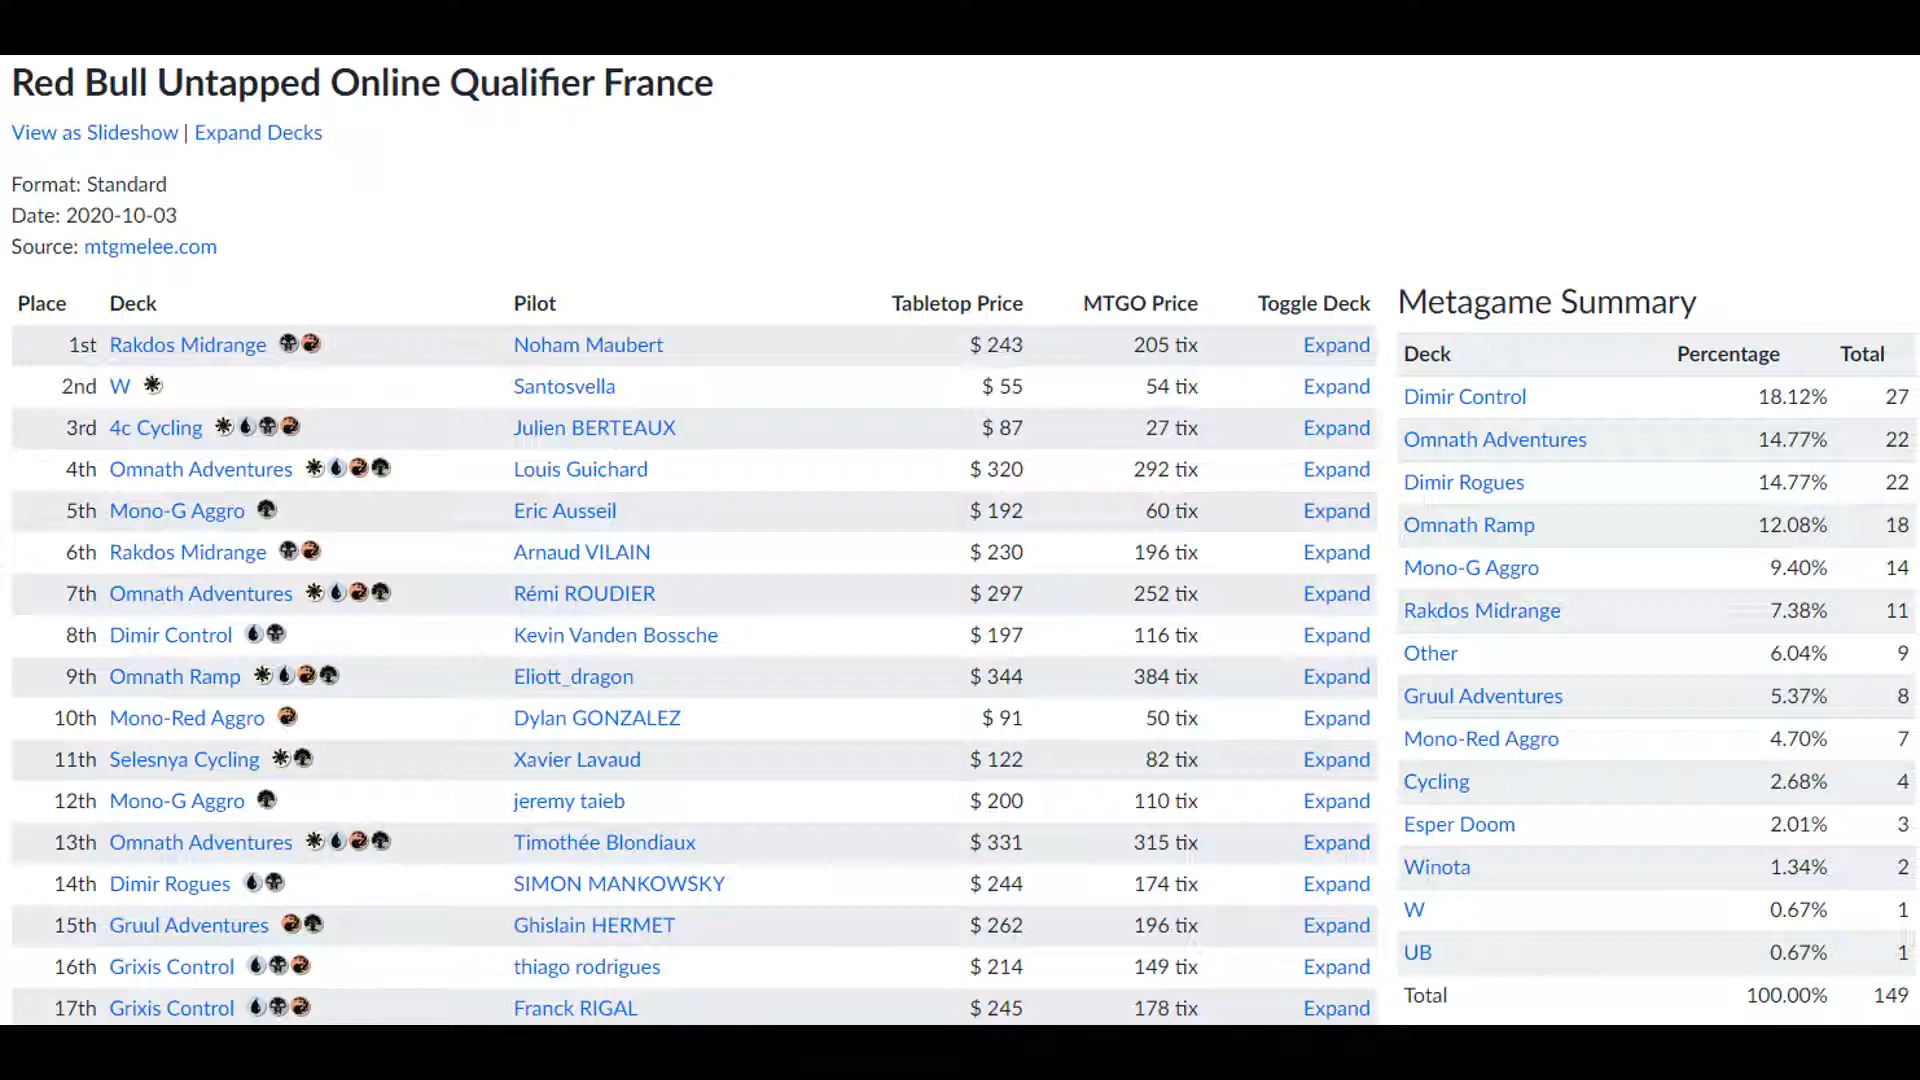 Red Bull Untapped Online Qualifier France
View as Slideshow | Expand Decks
Format: Standard
Date: 2020-10-03
Source: mtgmelee.com
Place Deck Pilot Tabletop Price MTGO Price Toggle Deck
1st Rakdos Midrange Noham Maubert $ 243 205 tix Expand
2nd W Santosvella $ 55 54 tix Expand
3rd 4c Cycling Julien BERTEAUX $ 87 27 tix Expand
4th Omnath Adventures Louis Guichard $ 320 292 tix Expand
5th Mono-G Aggro Eric Ausseil $ 192 60 tix Expand
6th Rakdos Midrange Arnaud VILAIN $ 230 196 tix Expand
7th Omnath Adventures Rémi ROUDIER $ 297 252 tix Expand
8th Dimir Control Kevin Vanden Bossche $ 197 116 tix Expand
9th Omnath Ramp Eliott_dragon $ 344 384 tix Expand
10th Mono-Red Aggro Dylan GONZALEZ $ 91 50 tix Expand
11th Selesnya Cycling Xavier Lavaud $ 122 82 tix Expand
12th Mono-G Aggro jeremy taieb $ 200 110 tix Expand
13th Omnath Adventures Timothée Blondiaux $ 331 315 tix Expand
14th Dimir Rogues SIMON MANKOWSKY $ 244 174 tix Expand
15th Gruul Adventures Ghislain HERMET $ 262 196 tix Expand
16th Grixis Control thiago rodrigues $ 214 149 tix Expand
17th Grixis Control Franck RIGAL $ 245 178 tix Expand
Metagame Summary
Deck Percentage Total
Dimir Control 18.12% 27
Omnath Adventures 14.77% 22
Dimir Rogues 14.77% 22
Omnath Ramp 12.08% 18
Mono-G Aggro 9.40% 14
Rakdos Midrange 7.38% 11
Other 6.04% 9
Gruul Adventures 5.37% 8
Mono-Red Aggro 4.70% 7
Cycling 2.68% 4
Esper Doom 2.01% 3
Winota 1.34% 2
W 0.67% 1
UB 0.67% 1
Total 100.00% 149